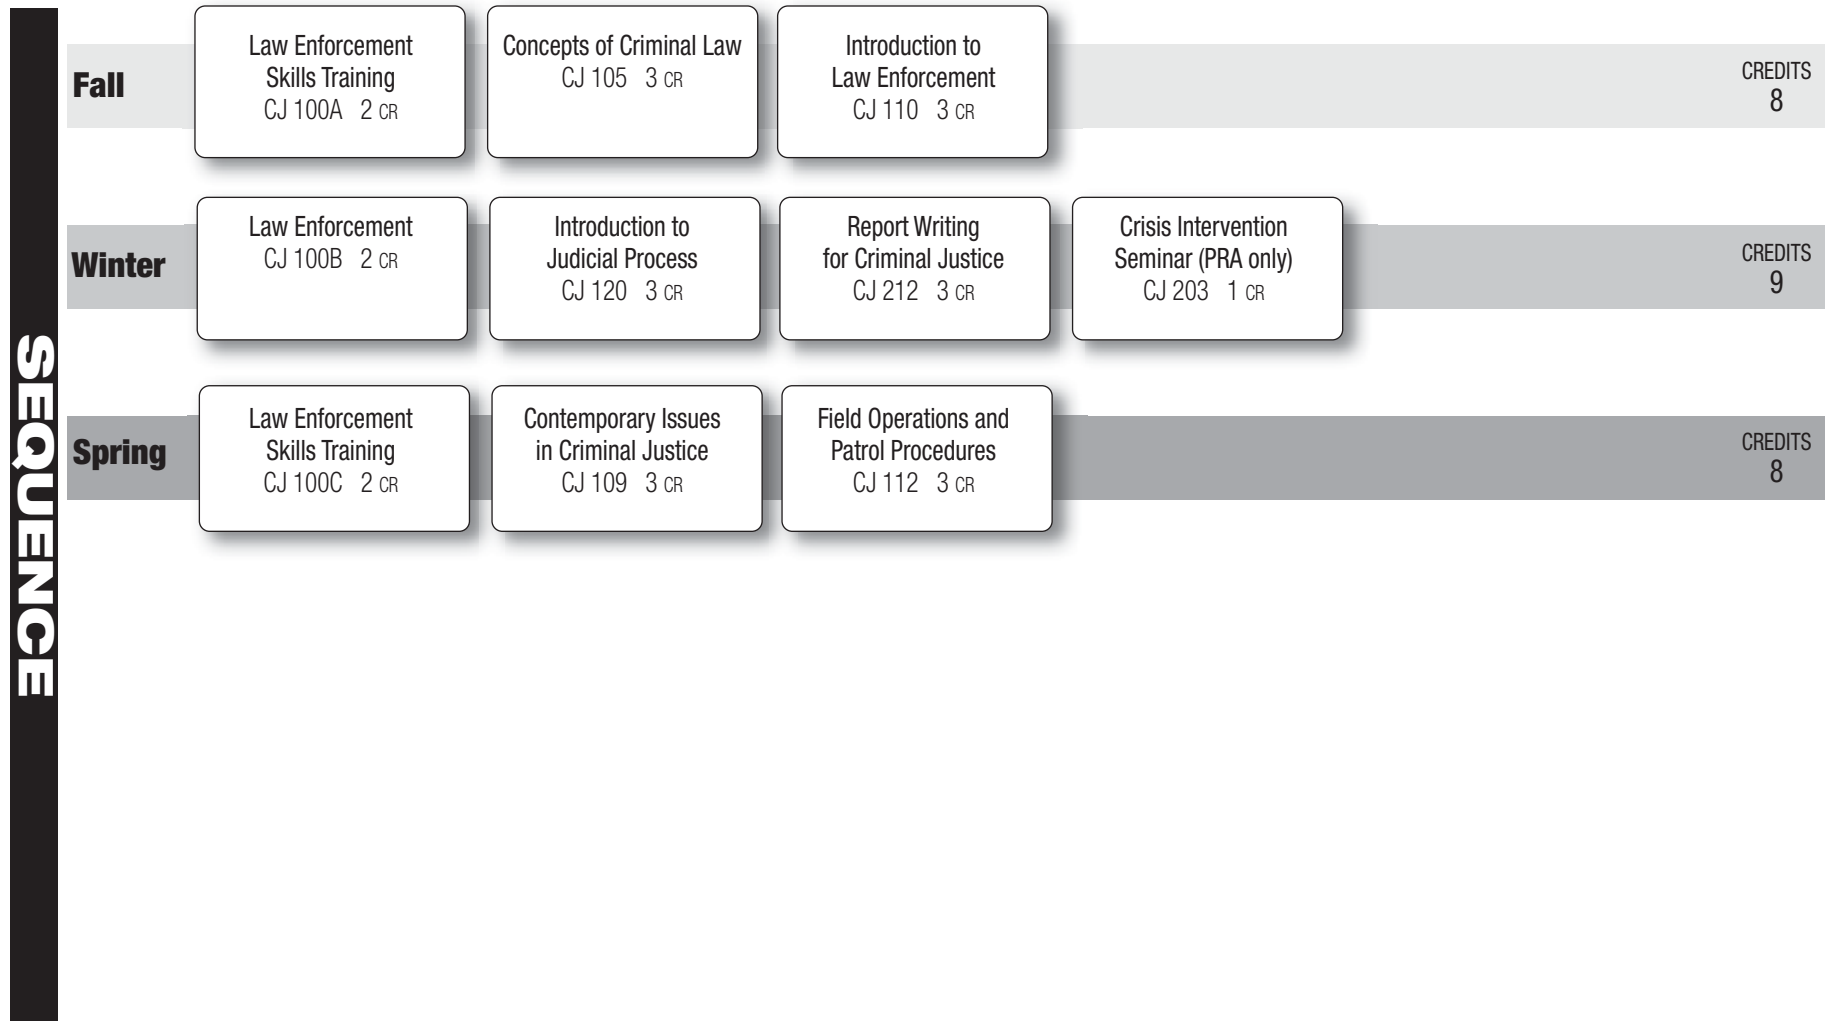 SEQUENCE
Fall
Law Enforcement
Skills Training
CJ 100A 2 CR
Concepts of Criminal Law
CJ 105 3 CR
Introduction to
Law Enforcement
CJ 110 3 CR
CREDITS
8
Winter
Law Enforcement
CJ 100B 2 CR
Introduction to
Judicial Process
CJ 120 3 CR
Report Writing
for Criminal Justice
CJ 212 3 CR
Crisis Intervention
Seminar (PRA only)
CJ 203 1 CR
CREDITS
9
Spring
Law Enforcement
Skills Training
CJ 100C 2 CR
Contemporary Issues
in Criminal Justice
CJ 109 3 CR
Field Operations and
Patrol Procedures
CJ 112 3 CR
CREDITS
8